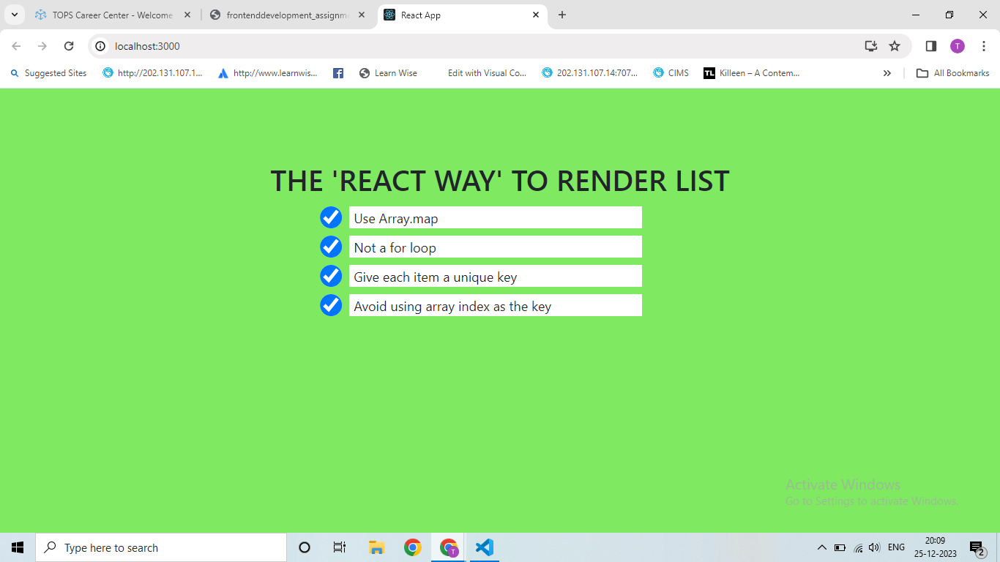 TOPS Career Center - Welcome
frontenddevelopment_assignme
React App
localhost:3000
T
Suggested Sites
http://202.131.107.1...
http://www.learnwis...
Learn Wise
Edit with Visual Co...
202.131.107.14:707...
CIMS
TL
Killeen – A Contem...
All Bookmarks
THE 'REACT WAY' TO RENDER LIST
Use Array.map
Not a for loop
Give each item a unique key
Avoid using array index as the key
Activate Windows
Go to Settings to activate Windows.
Type here to search
T
ENG
20:09
25-12-2023
2